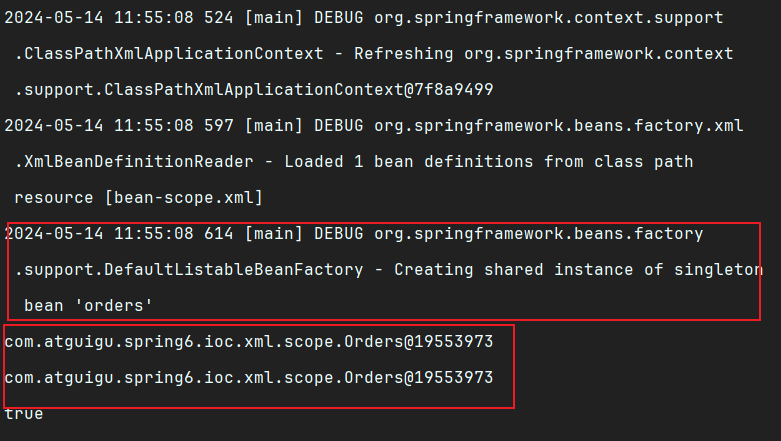 2024-05-14 11:55:08 524 [main] DEBUG org.springframework.context.support
.ClassPathXmlApplicationContext - Refreshing org.springframework.context
.support.ClassPathXmlApplicationContext@7f8a9499
2024-05-14 11:55:08 597 [main] DEBUG org.springframework.beans.factory.xml
.XmlBeanDefinitionReader - Loaded 1 bean definitions from class path
resource [bean-scope.xml]
2024-05-14 11:55:08 614 [main] DEBUG org.springframework.beans.factory
.support.DefaultListableBeanFactory - Creating shared instance of singleton
bean 'orders'
com.atguigu.spring6.ioc.xml.scope.Orders@19553973
com.atguigu.spring6.ioc.xml.scope.Orders@19553973
true